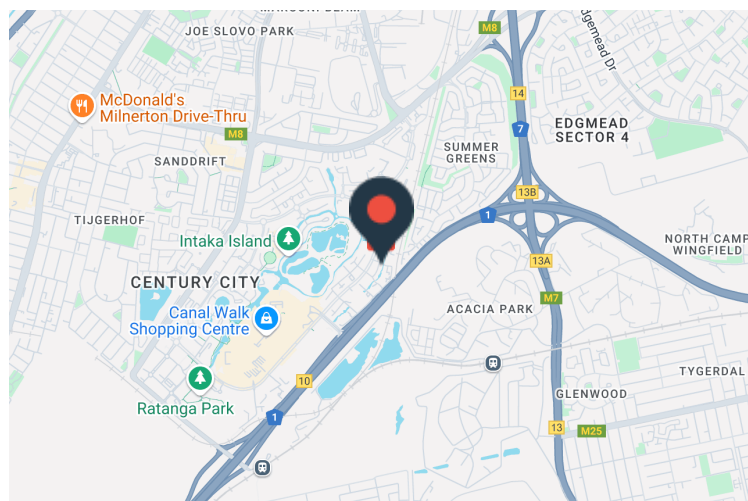 M8
JOE SLOVO PARK
Edgemead Dr
McDonald's
Milnerton Drive-Thru
14
7
EDGMEAD
SECTOR 4
M8
SUMMER
GREENS
SANDDRIFT
13B
TIJGERHOF
1
Intaka Island
NORTH CAMP
WINGFIELD
13A
CENTURY CITY
M7
Canal Walk
Shopping Centre
ACACIA PARK
TYGERDAL
10
GLENWOOD
Ratanga Park
1
13
M25